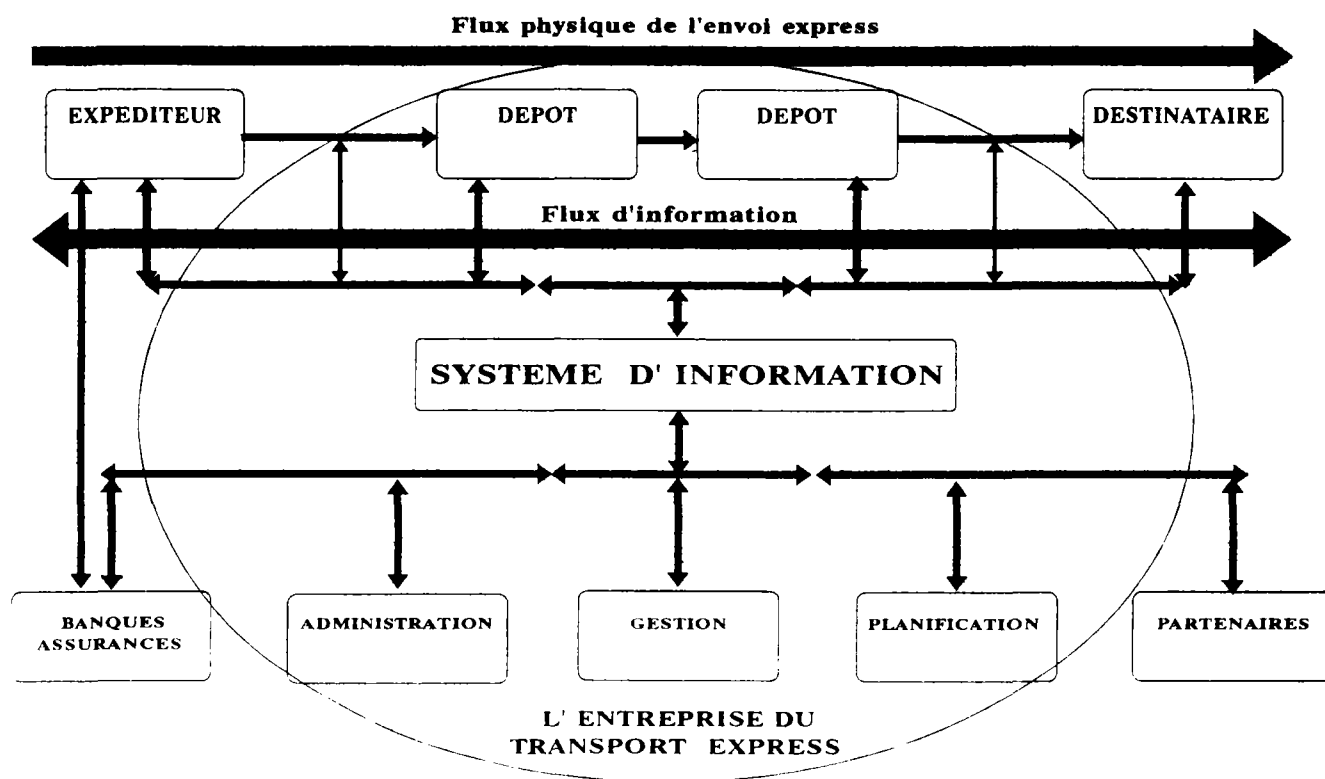 Flux physique de l'envoi express
EXPEDITEUR
DEPOT
DEPOT
DESTINATAIRE
Flux d'information
SYSTEME D' INFORMATION
BANQUES
ASSURANCES
ADMINISTRATION
GESTION
PLANIFICATION
PARTENAIRES
L' ENTREPRISE DU
TRANSPORT EXPRESS